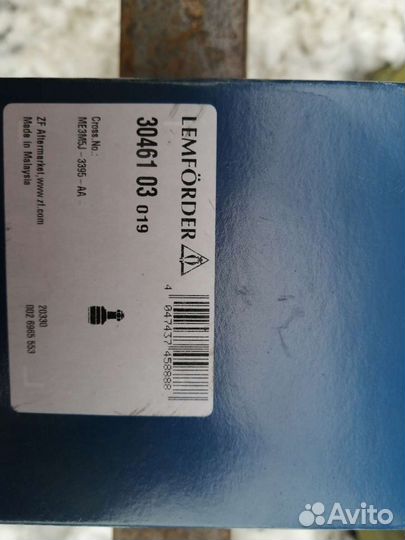 LEMFÖRDER
30461 03 019
Cross.No.:
ME3M5J - 3395 - AA
4 047437 458888
ZF Aftermarket, www.zf.com
Made in Malaysia
20330
002 6965 553
Avito